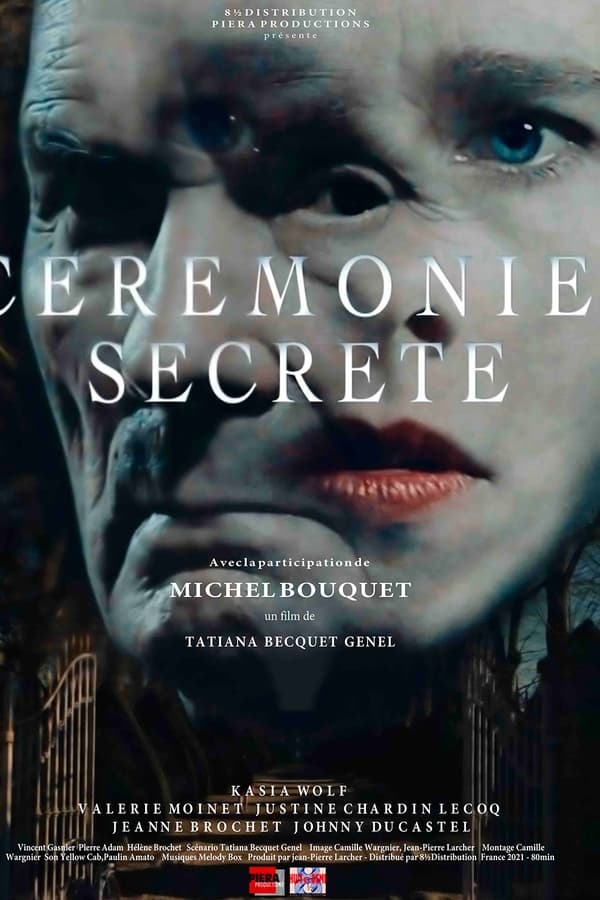 8½DISTRIBUTION
PIERA PRODUCTIONS
présente
CEREMONIE
SECRETE
Aveclaparticipationde
MICHEL BOUQUET
un film de
TATIANA BECQUET GENEL
KASIA WOLF
VALERIE MOINET JUSTINE CHARDIN LECOQ
JEANNE BROCHET JOHNNY DUCASTEL
Vincent Gasnier Pierre Adam Hélène Brochet Scénario Tatiana Becquet Genel Image Camille Wargnier, Jean-Pierre Larcher Montage Camille
Wargnier Son Yellow Cab,Paulin Amato Musiques Melody Box Produit par jean-Pierre Larcher - Distribué par 8½Distribution France 2021 - 80min
PIERA
PRODUCTIONS